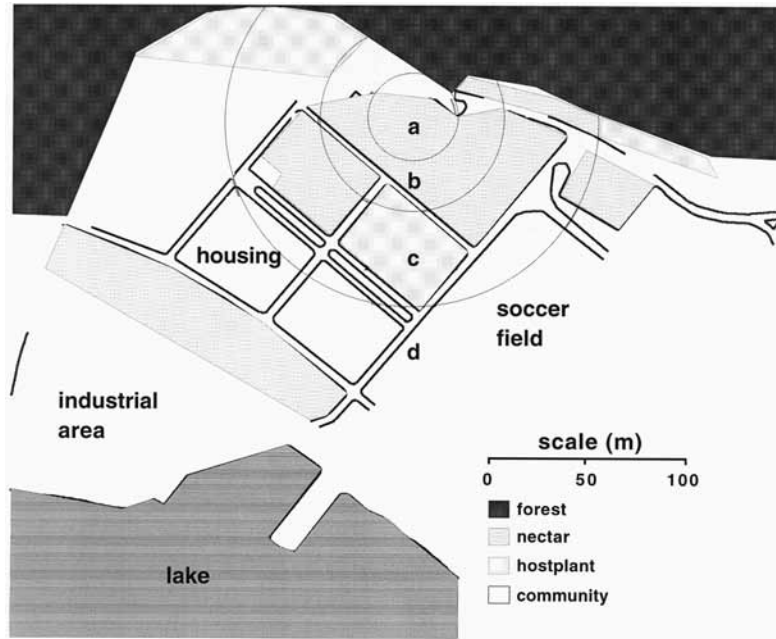 a
b
housing
c
soccer
field
d
industrial
area
scale (m)
0 50 100
forest
nectar
hostplant
community
lake